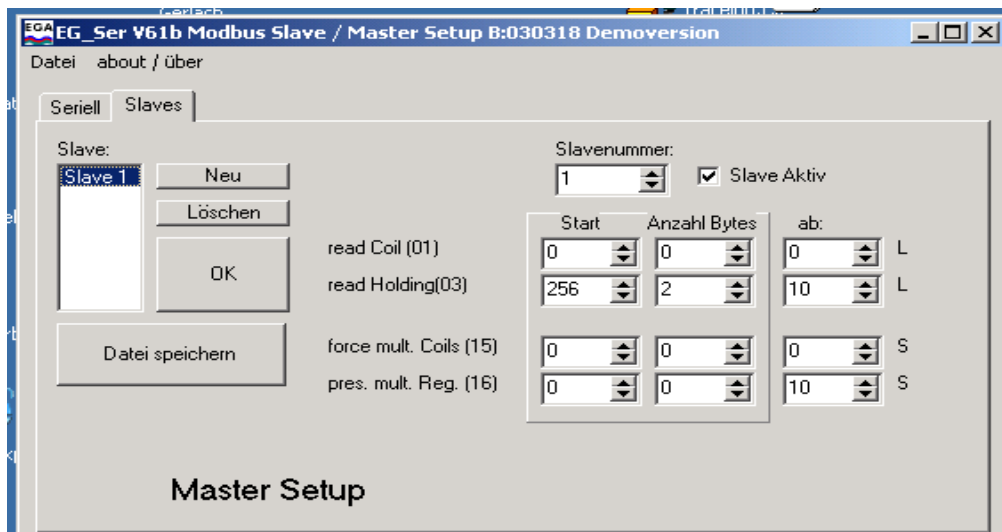 Gerlach
EGA EG_Ser V61b Modbus Slave / Master Setup B:030318 Demoversion
Datei about / über
Seriell Slaves
Slave: Slavenummer:
Slave 1 Neu 1 Slave Aktiv
Löschen Start Anzahl Bytes ab:
read Coil (01) 0 0 0 L
OK read Holding(03) 256 2 10 L
Datei speichern force mult. Coils (15) 0 0 0 S
pres. mult. Reg. (16) 0 0 10 S
Master Setup